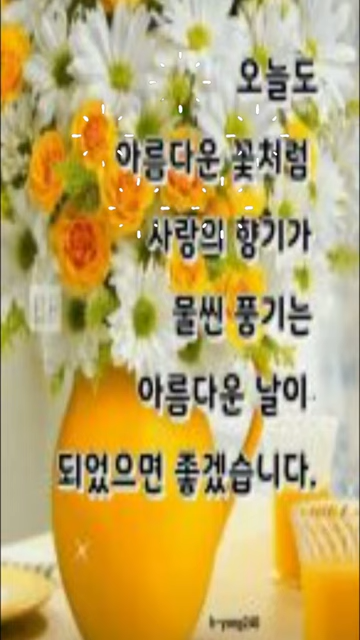 오늘도
아름다운 꽃처럼
사랑의 향기가
물씬 풍기는
아름다운 날이
되었으면 좋겠습니다.